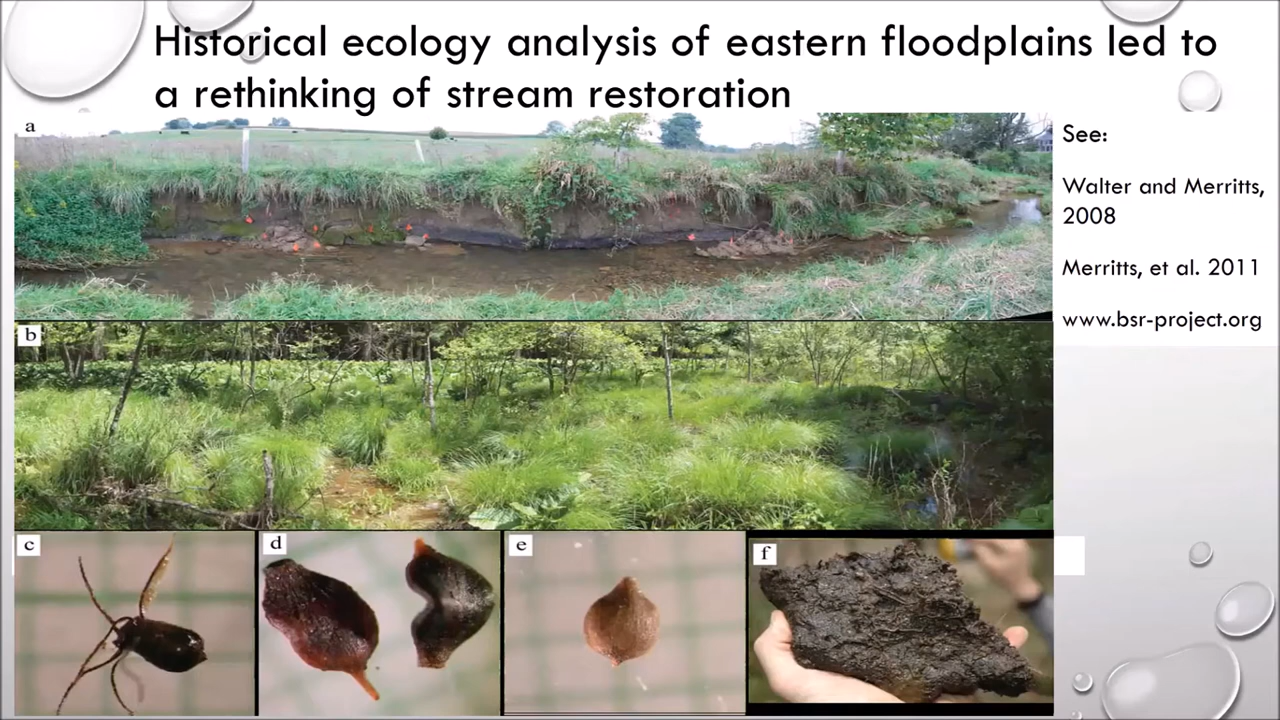 Historical ecology analysis of eastern floodplains led to
a rethinking of stream restoration
a
See:
Walter and Merritts,
2008
Merritts, et al. 2011
www.bsr-project.org
b
c
d
e
f